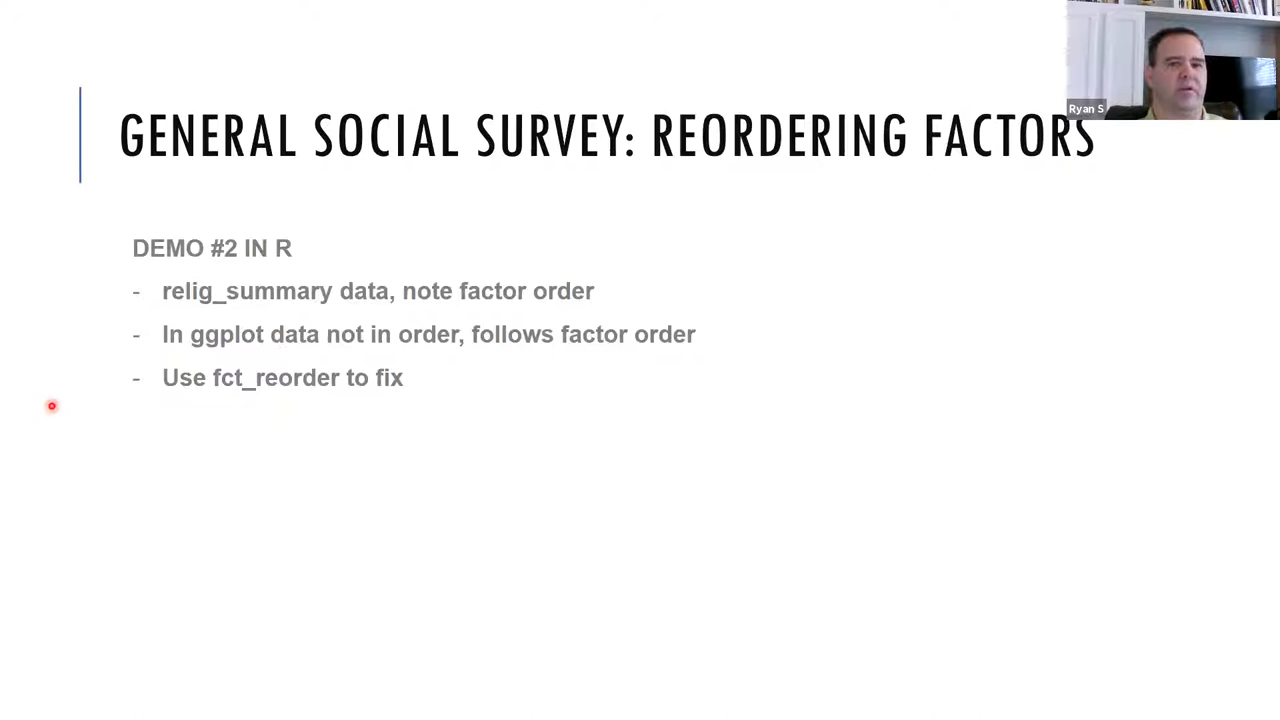 Ryan S
GENERAL SOCIAL SURVEY: REORDERING FACTORS
DEMO #2 IN R
- relig_summary data, note factor order
- In ggplot data not in order, follows factor order
- Use fct_reorder to fix